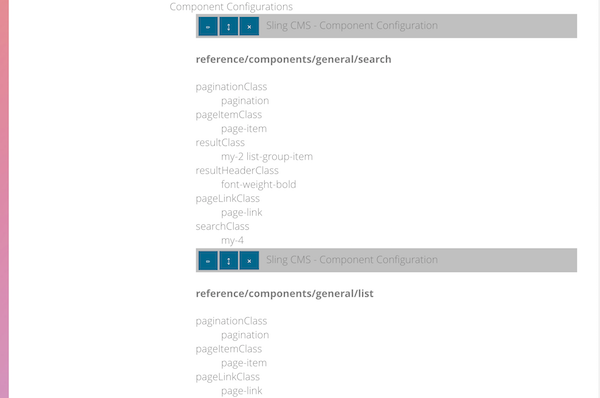 Component Configurations
Sling CMS - Component Configuration
reference/components/general/search
paginationClass
pagination
pageItemClass
page-item
resultClass
my-2 list-group-item
resultHeaderClass
font-weight-bold
pageLinkClass
page-link
searchClass
my-4
Sling CMS - Component Configuration
reference/components/general/list
paginationClass
pagination
pageItemClass
page-item
pageLinkClass
page-link